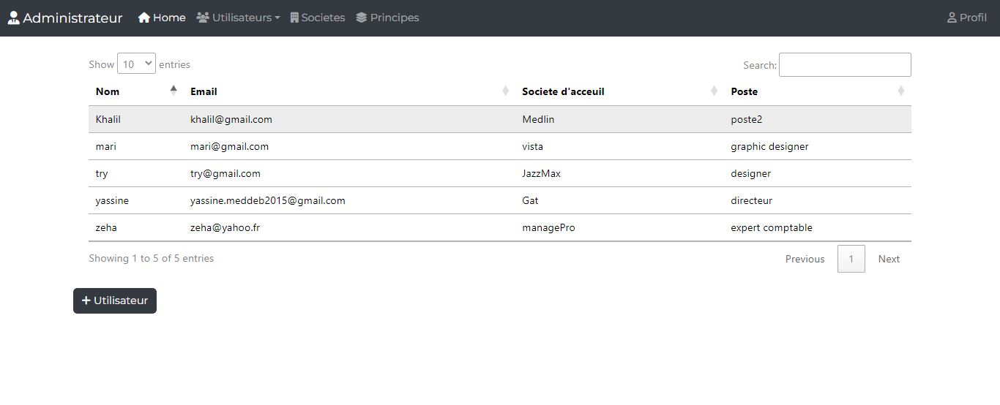 Administrateur Home Utilisateurs Societes Principes Profil
Show 10 entries Search:
Nom Email Societe d'acceuil Poste
Khalil khalil@gmail.com Medlin poste2
mari mari@gmail.com vista graphic designer
try try@gmail.com JazzMax designer
yassine yassine.meddeb2015@gmail.com Gat directeur
zeha zeha@yahoo.fr managePro expert comptable
Showing 1 to 5 of 5 entries Previous 1 Next
+ Utilisateur